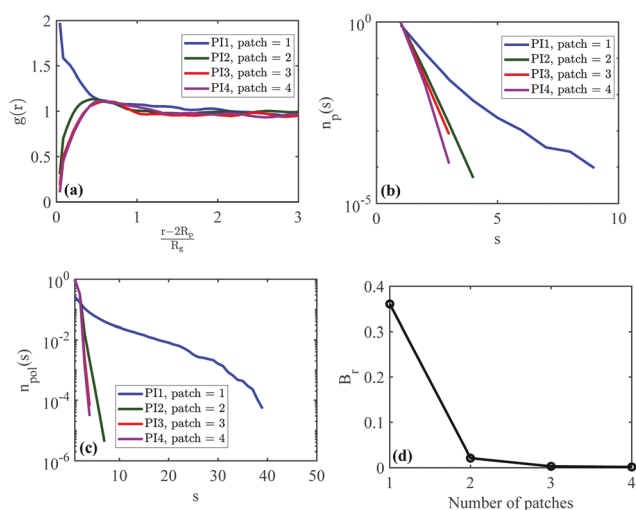 2
1.5
1
0.5
0
g(r)
PI1, patch = 1
PI2, patch = 2
PI3, patch = 3
PI4, patch = 4
(a)
0 1 2 3
r−2Rp
Rg
10^0
10^-5
n_p(s)
PI1, patch = 1
PI2, patch = 2
PI3, patch = 3
PI4, patch = 4
(b)
0 5 10
s
10^0
10^-2
10^-4
10^-6
n_pol(s)
PI1, patch = 1
PI2, patch = 2
PI3, patch = 3
PI4, patch = 4
(c)
10 20 30 40 50
s
0.4
0.3
0.2
0.1
0
B_r
(d)
1 2 3 4
Number of patches